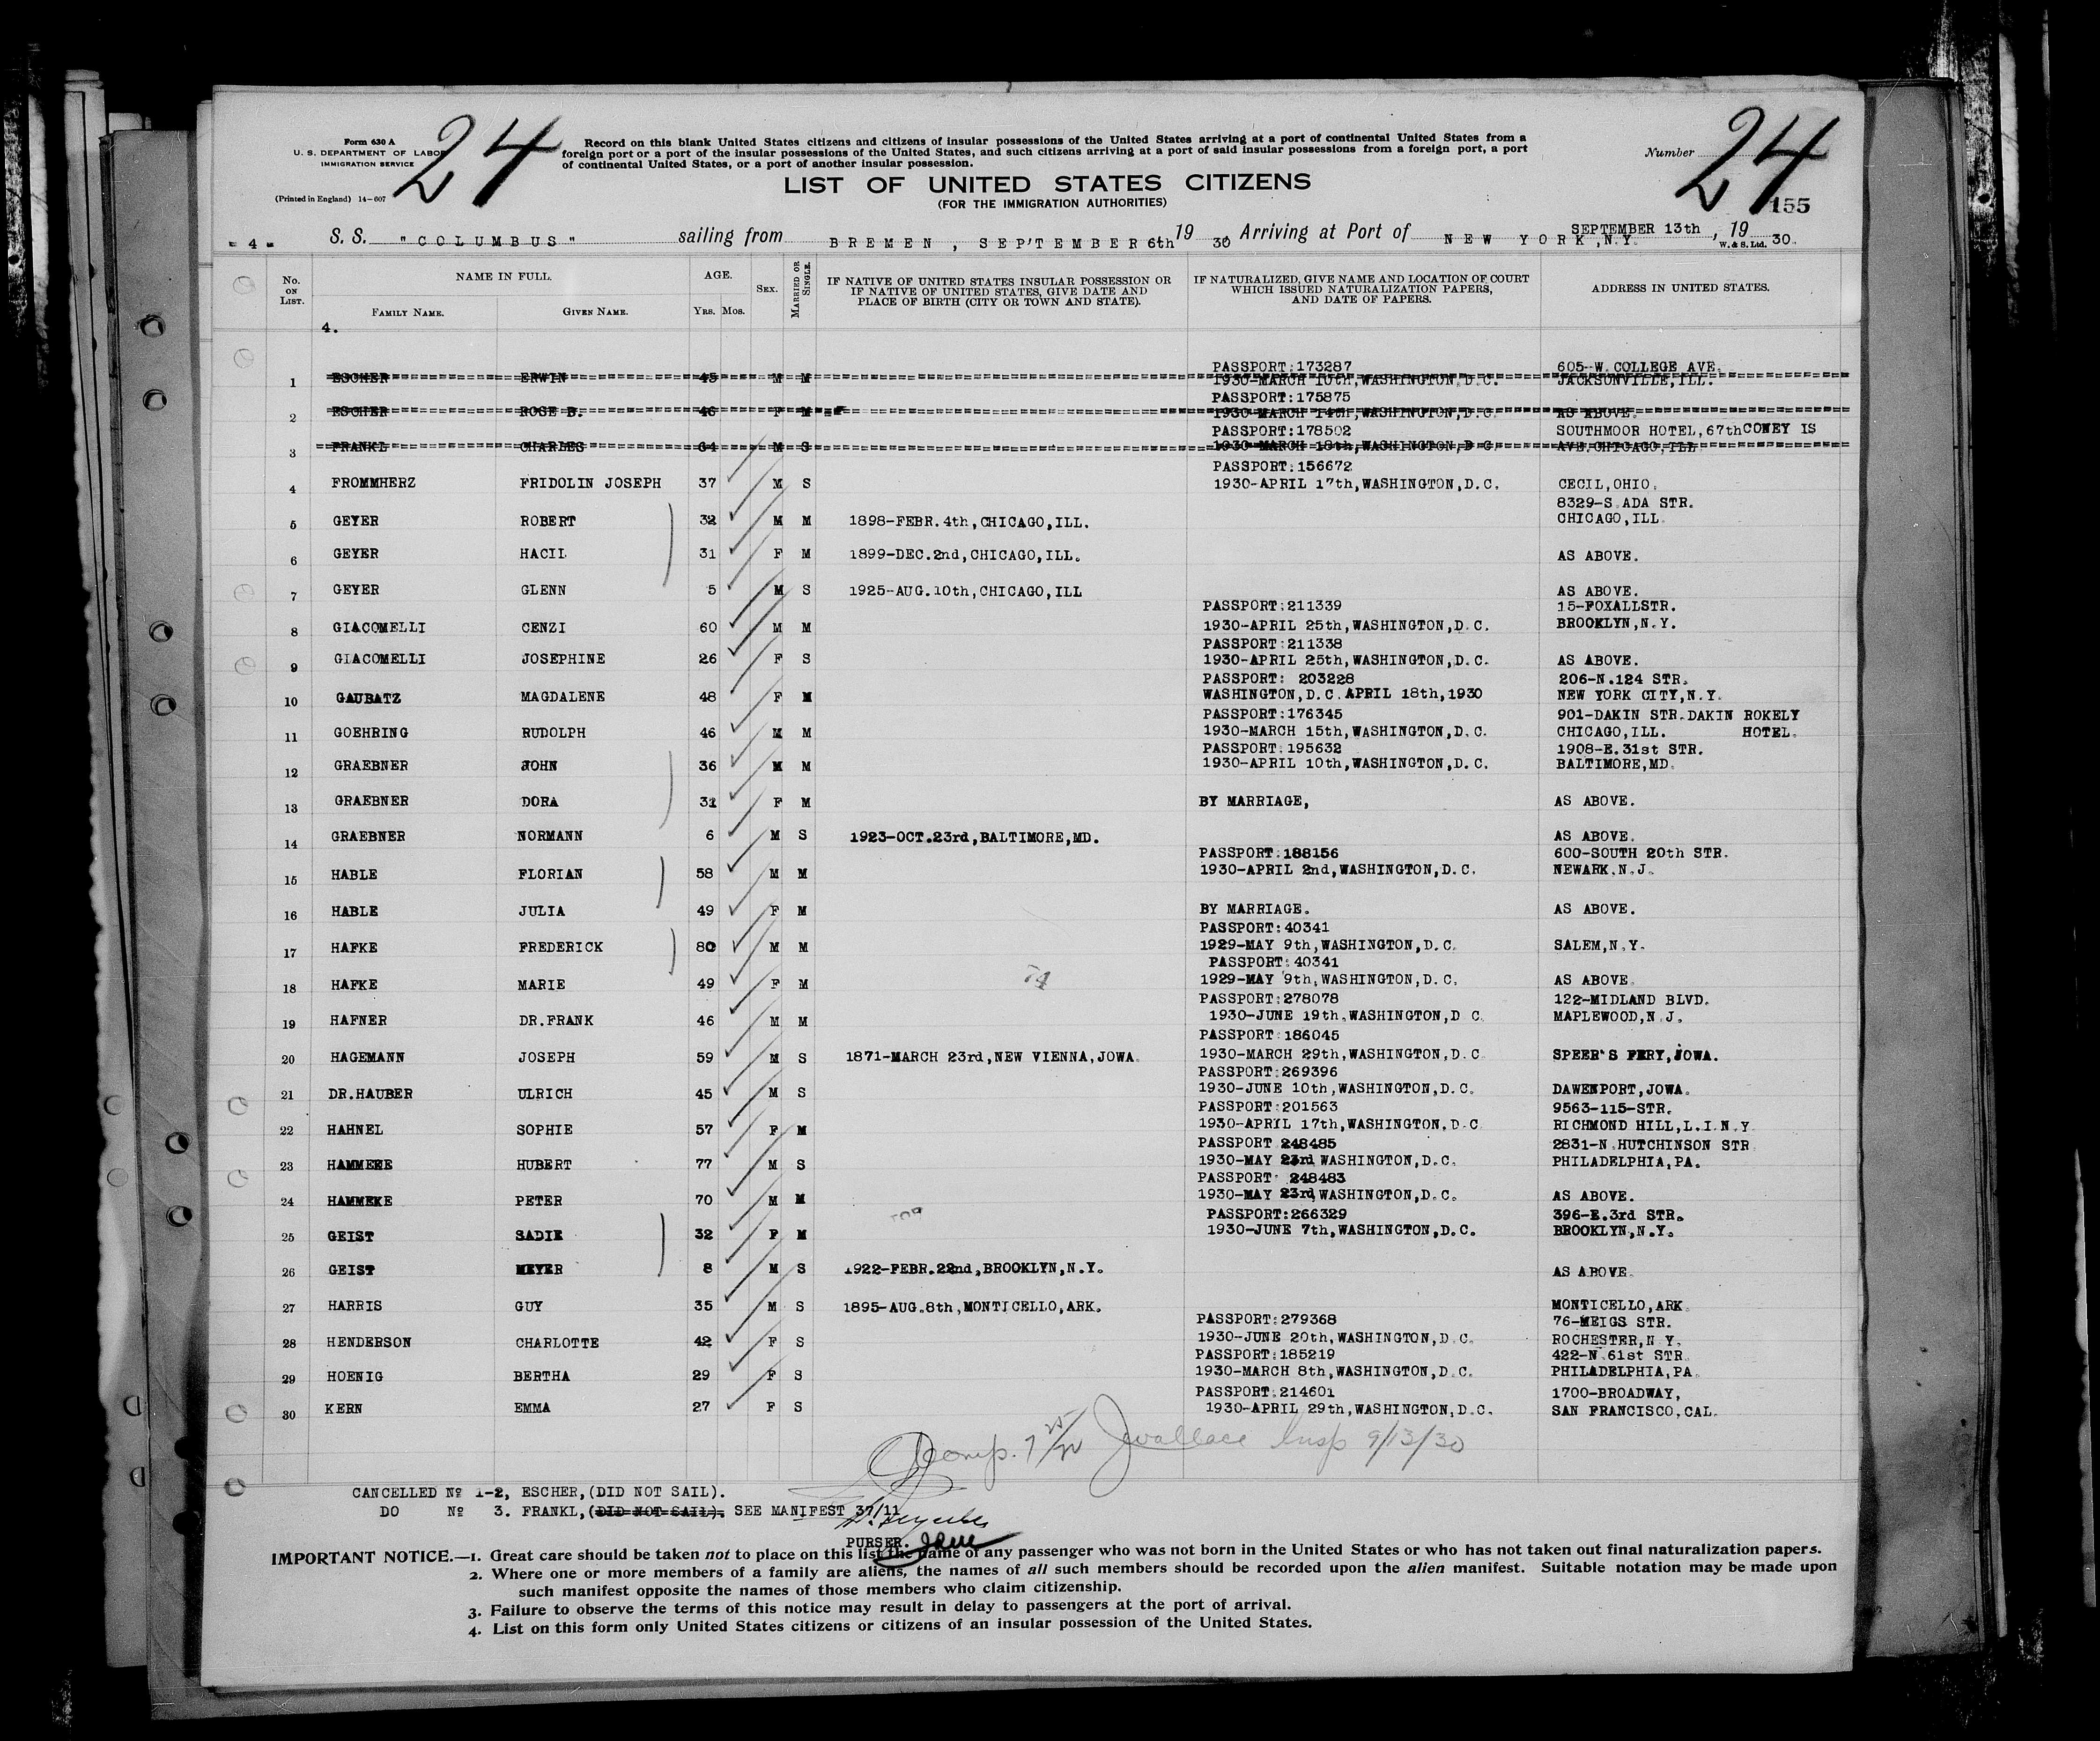 Form 630 A
U. S. DEPARTMENT OF LABOR
IMMIGRATION SERVICE
(Printed in England) 14-607
24
Record on this blank United States citizens and citizens of insular possessions of the United States arriving at a port of continental United States from a
foreign port or a port of the insular possessions of the United States, and such citizens arriving at a port of said insular possessions from a foreign port, a port
of continental United States, or a port of another insular possession.
Number
24
155
LIST OF UNITED STATES CITIZENS
(FOR THE IMMIGRATION AUTHORITIES)
- 4 - S. S. "COLUMBUS" sailing from BREMEN, SEPTEMBER 6th 19 30 Arriving at Port of NEW YORK, N.Y. SEPTEMBER 13th, 19 30.
W. & S. Ltd.
No. ON LIST. NAME IN FULL. AGE. SEX. MARRIED OR SINGLE. IF NATIVE OF UNITED STATES INSULAR POSSESSION OR IF NATIVE OF UNITED STATES, GIVE DATE AND PLACE OF BIRTH (CITY OR TOWN AND STATE). IF NATURALIZED, GIVE NAME AND LOCATION OF COURT WHICH ISSUED NATURALIZATION PAPERS, AND DATE OF PAPERS. ADDRESS IN UNITED STATES.
FAMILY NAME. GIVEN NAME. YRS. MOS.
4.
PASSPORT:173287 605-W. COLLEGE AVE.
1 ESCHER ERWIN 45 M M 1930-MARCH 10th,WASHINGTON,D.C. JACKSONVILLE,ILL.
PASSPORT:175875
2 ESCHER ROSE B. 46 F M 1930-MARCH 14th,WASHINGTON,D.C. AS ABOVE.
PASSPORT:178502 SOUTHMOOR HOTEL,67th CONEY IS
3 FRANKL CHARLES 64 M S 1930-MARCH 18th,WASHINGTON,D.C. AVE.CHICAGO,ILL
PASSPORT:156672
4 FROMMHERZ FRIDOLIN JOSEPH 37 M S 1930-APRIL 17th,WASHINGTON,D.C. CECIL,OHIO.
8329-S.ADA STR.
5 GEYER ROBERT 32 M M 1898-FEBR.4th,CHICAGO,ILL. CHICAGO,ILL
6 GEYER HACIL 31 F M 1899-DEC.2nd,CHICAGO,ILL. AS ABOVE.
7 GEYER GLENN 5 M S 1925-AUG.10th,CHICAGO,ILL AS ABOVE.
PASSPORT:211339 15-FOXALLSTR.
8 GIACOMELLI CENZI 60 M M 1930-APRIL 25th,WASHINGTON,D.C. BROOKLYN,N.Y.
PASSPORT:211338
9 GIACOMELLI JOSEPHINE 26 F S 1930-APRIL 25th,WASHINGTON,D.C. AS ABOVE.
PASSPORT: 203228 206-N.124 STR.
10 GAUBATZ MAGDALENE 48 F M WASHINGTON,D.C.APRIL 18th,1930 NEW YORK CITY,N.Y.
PASSPORT:176345 901-DAKIN STR.DAKIN ROKELY
11 GOEHRING RUDOLPH 46 M M 1930-MARCH 15th,WASHINGTON,D.C. CHICAGO,ILL. HOTEL.
PASSPORT:195632 1908-E.31st STR.
12 GRAEBNER JOHN 36 M M 1930-APRIL 10th,WASHINGTON,D.C. BALTIMORE,MD.
13 GRAEBNER DORA 31 F M BY MARRIAGE, AS ABOVE.
14 GRAEBNER NORMANN 6 M S 1923-OCT.23rd,BALTIMORE,MD. AS ABOVE.
PASSPORT:188156 600-SOUTH 20th STR.
15 HABLE FLORIAN 58 M M 1930-APRIL 2nd,WASHINGTON,D.C. NEWARK.N.J.
16 HABLE JULIA 49 F M BY MARRIAGE. AS ABOVE.
PASSPORT:40341
17 HAFKE FREDERICK 80 M M 1929-MAY 9th,WASHINGTON,D.C. SALEM,N.Y.
PASSPORT:40341
18 HAFKE MARIE 49 F M 1929-MAY 9th,WASHINGTON,D.C. AS ABOVE.
PASSPORT:278078 122-MIDLAND BLVD.
19 HAFNER DR.FRANK 46 M M 1930-JUNE 19th,WASHINGTON,D C. MAPLEWOOD,N.J.
PASSPORT:186045
20 HAGEMANN JOSEPH 59 M S 1871-MARCH 23rd,NEW VIENNA,JOWA. 1930-MARCH 29th,WASHINGTON,D.C SPEER'S FERY,JOWA.
PASSPORT:269396
21 DR.HAUBER ULRICH 45 M S 1930-JUNE 10th,WASHINGTON,D.C. DAWENPORT,JOWA.
PASSPORT:201563 9563-115-STR.
22 HAHNEL SOPHIE 57 F M 1930-APRIL 17th,WASHINGTON.D.C RICHMOND HILL,L.I.N.Y
PASSPORT 248485 2831-N.HUTCHINSON STR
23 HAMMEKE HUBERT 77 M S 1930-MAY 23rd WASHINGTON,D.C. PHILADELPHIA,PA.
PASSPORT 248483
24 HAMMEKE PETER 70 M M 1930-MAY 23rd,WASHINGTON,D.C. AS ABOVE.
PASSPORT:266329 396-E.3rd STR.
25 GEIST SADIE 32 F M 1930-JUNE 7th,WASHINGTON,D.C. BROOKLYN,N.Y.
26 GEIST MEYER 8 M S 1922-FEBR.22nd,BROOKLYN,N.Y. AS ABOVE.
27 HARRIS GUY 35 M S 1895-AUG.8th,MONTICELLO,ARK. MONTICELLO,ARK.
PASSPORT:279368 76-MEIGS STR.
28 HENDERSON CHARLOTTE 42 F S 1930-JUNE 20th,WASHINGTON,D.C. ROCHESTER,N.Y.
PASSPORT:185219 422-N.61st STR.
29 HOENIG BERTHA 29 F S 1930-MARCH 8th,WASHINGTON,D.C. PHILADELPHIA,PA.
PASSPORT:214601 1700-BROADWAY,
30 KERN EMMA 27 F S 1930-APRIL 29th,WASHINGTON,D.C. SAN FRANCISCO,CAL.
Jwallace Insp 9/13/30
CANCELLED Nº 1-2, ESCHER,(DID NOT SAIL).
DO Nº 3. FRANKL,(DID NOT SAIL). SEE MANIFEST 37/11
PURSER.
IMPORTANT NOTICE.—1. Great care should be taken not to place on this list the name of any passenger who was not born in the United States or who has not taken out final naturalization papers.
2. Where one or more members of a family are aliens, the names of all such members should be recorded upon the alien manifest. Suitable notation may be made upon
such manifest opposite the names of those members who claim citizenship.
3. Failure to observe the terms of this notice may result in delay to passengers at the port of arrival.
4. List on this form only United States citizens or citizens of an insular possession of the United States.